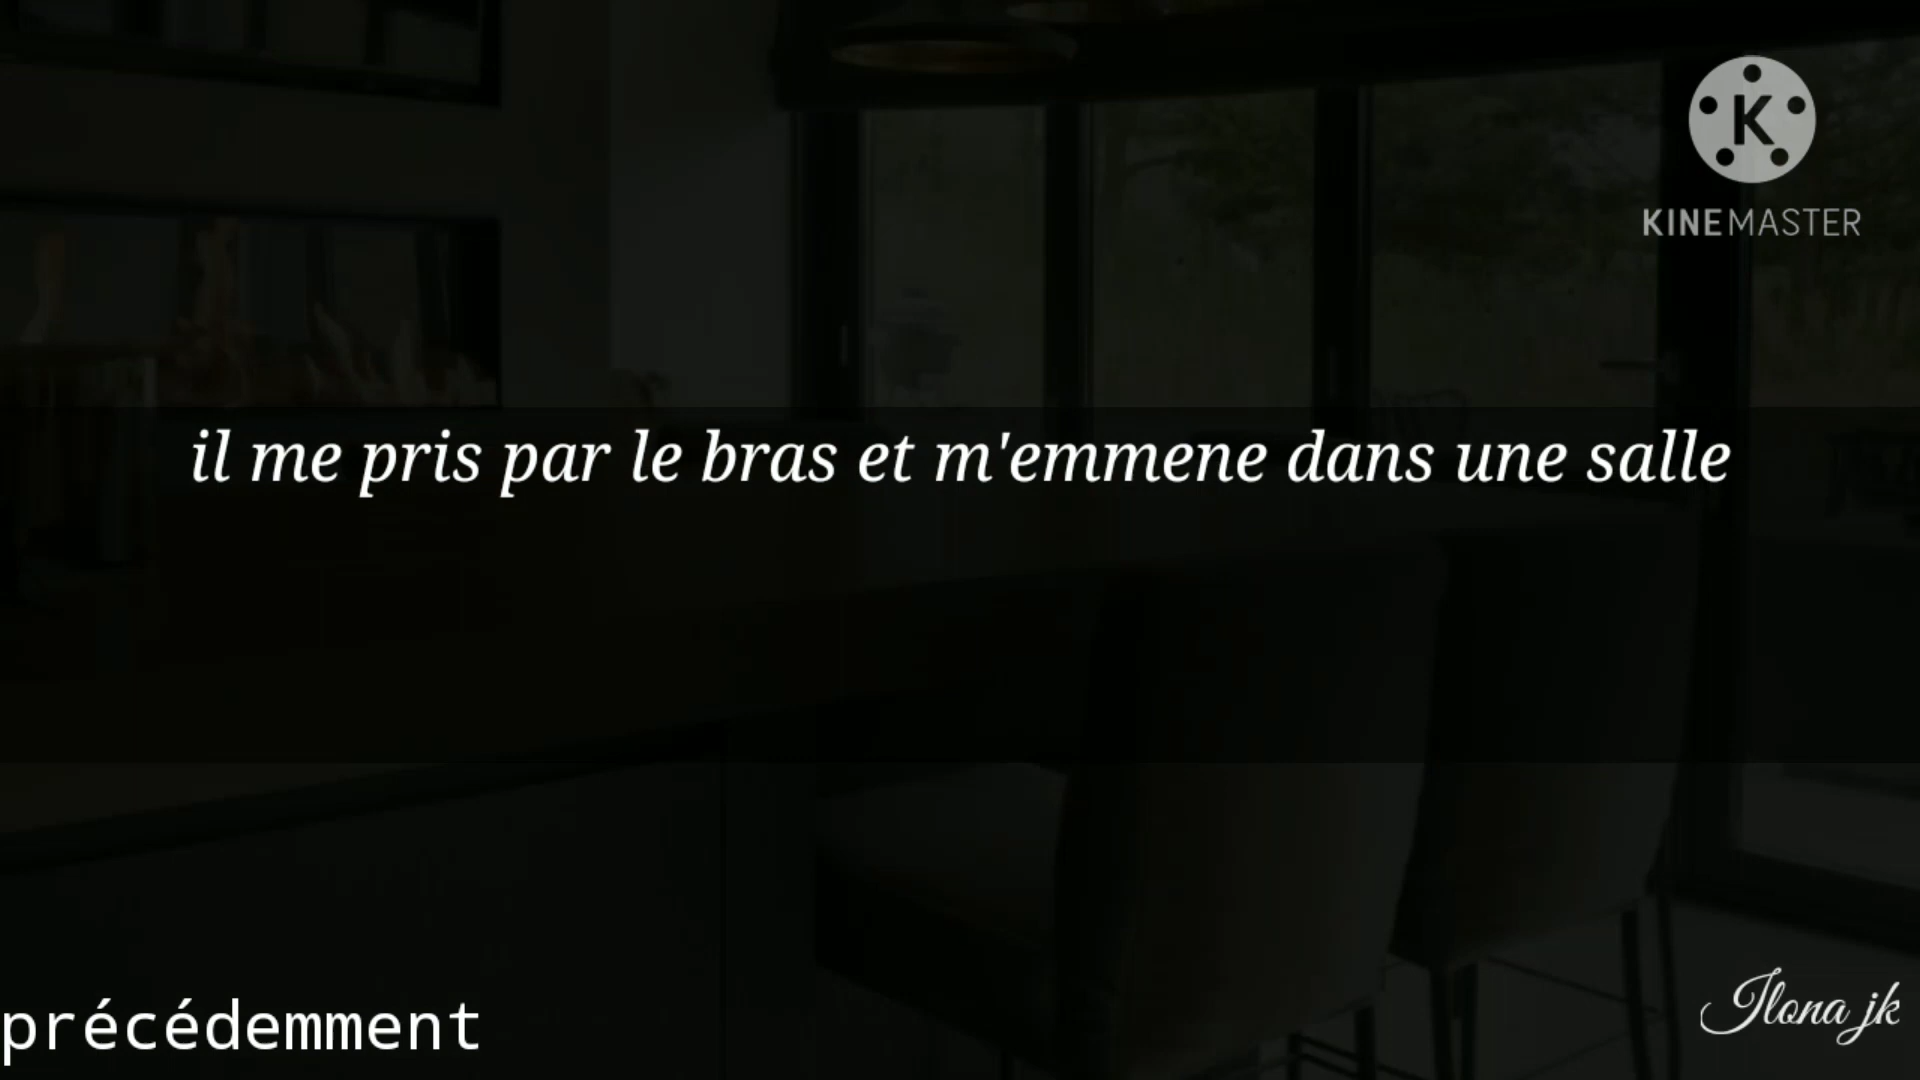 K
KINEMASTER
il me pris par le bras et m'emmene dans une salle
précédemment
Ilona jk